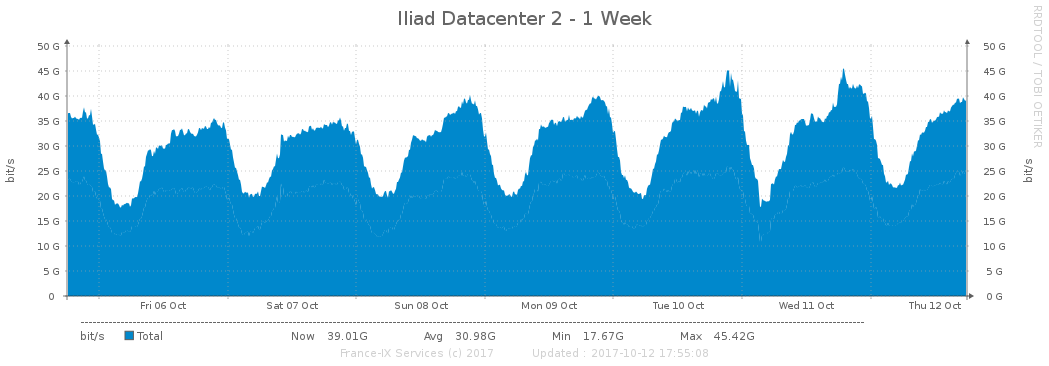 Iliad Datacenter 2 - 1 Week
50 G 50 G
45 G 45 G
40 G 40 G
35 G 35 G
30 G 30 G
25 G 25 G
20 G 20 G
15 G 15 G
10 G 10 G
5 G 5 G
0 0 G
bit/s
bit/s
RRDTOOL / TOBI OETIKER
Fri 06 Oct Sat 07 Oct Sun 08 Oct Mon 09 Oct Tue 10 Oct Wed 11 Oct Thu 12 Oct
bit/s Total Now 39.01G Avg 30.98G Min 17.67G Max 45.42G
France-IX Services (c) 2017 Updated : 2017-10-12 17:55:08